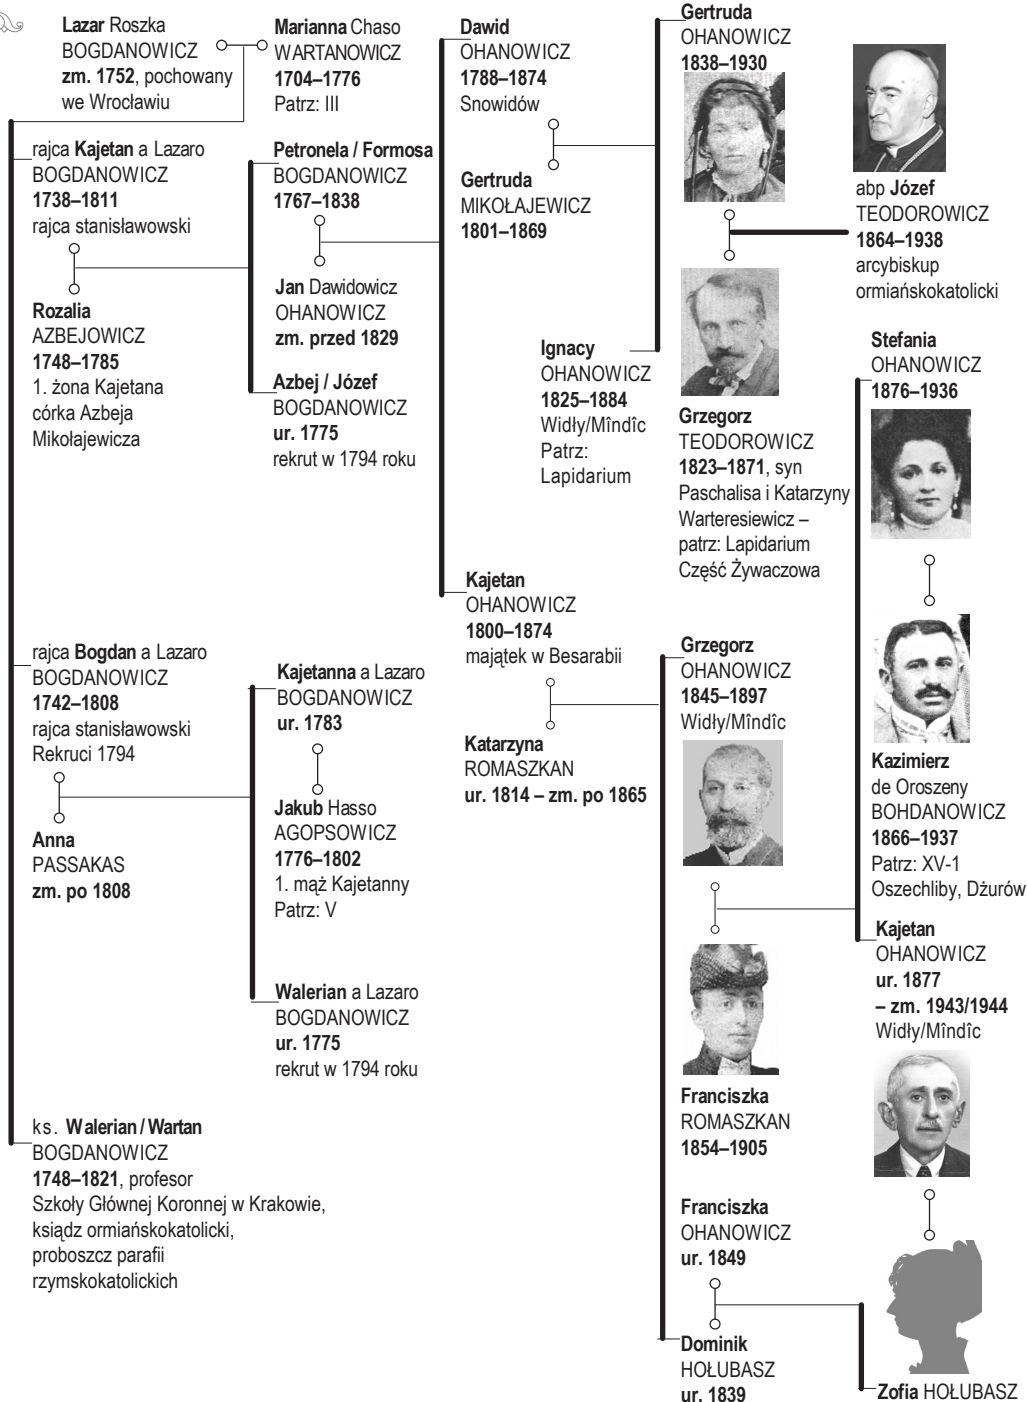 Lazar Roszka
BOGDANOWICZ
zm. 1752, pochowany
we Wrocławiu
Marianna Chaso
WARTANOWICZ
1704–1776
Patrz: III
rajca Kajetan a Lazaro
BOGDANOWICZ
1738–1811
rajca stanisławowski
Rozalia
AZBEJOWICZ
1748–1785
1. żona Kajetana
córka Azbeja
Mikołajewicza
Petronela / Formosa
BOGDANOWICZ
1767–1838
Jan Dawidowicz
OHANOWICZ
zm. przed 1829
Azbej / Józef
BOGDANOWICZ
ur. 1775
rekrut w 1794 roku
rajca Bogdan a Lazaro
BOGDANOWICZ
1742–1808
rajca stanisławowski
Rekruci 1794
Anna
PASSAKAS
zm. po 1808
Kajetanna a Lazaro
BOGDANOWICZ
ur. 1783
Jakub Hasso
AGOPSOWICZ
1776–1802
1. mąż Kajetanny
Patrz: V
Walerian a Lazaro
BOGDANOWICZ
ur. 1775
rekrut w 1794 roku
ks. Walerian / Wartan
BOGDANOWICZ
1748–1821, profesor
Szkoły Głównej Koronnej w Krakowie,
ksiądz ormiańskokatolicki,
proboszcz parafii
rzymskokatolickich
Dawid
OHANOWICZ
1788–1874
Snowidów
Gertruda
MIKOŁAJEWICZ
1801–1869
Gertruda
OHANOWICZ
1838–1930
abp Józef
TEODOROWICZ
1864–1938
arcybiskup
ormiańskokatolicki
Grzegorz
TEODOROWICZ
1823–1871, syn
Paschalisa i Katarzyny
Warteresiewicz –
patrz: Lapidarium
Część Żywaczowa
Ignacy
OHANOWICZ
1825–1884
Widły/Mîndîc
Patrz:
Lapidarium
Kajetan
OHANOWICZ
1800–1874
majątek w Besarabii
Katarzyna
ROMASZKAN
ur. 1814 – zm. po 1865
Grzegorz
OHANOWICZ
1845–1897
Widły/Mîndîc
Franciszka
ROMASZKAN
1854–1905
Stefania
OHANOWICZ
1876–1936
Kazimierz
de Oroszeny
BOHDANOWICZ
1866–1937
Patrz: XV-1
Oszechliby, Dżurów
Kajetan
OHANOWICZ
ur. 1877
– zm. 1943/1944
Widły/Mîndîc
Franciszka
OHANOWICZ
ur. 1849
Dominik
HOŁUBASZ
ur. 1839
Zofia HOŁUBASZ